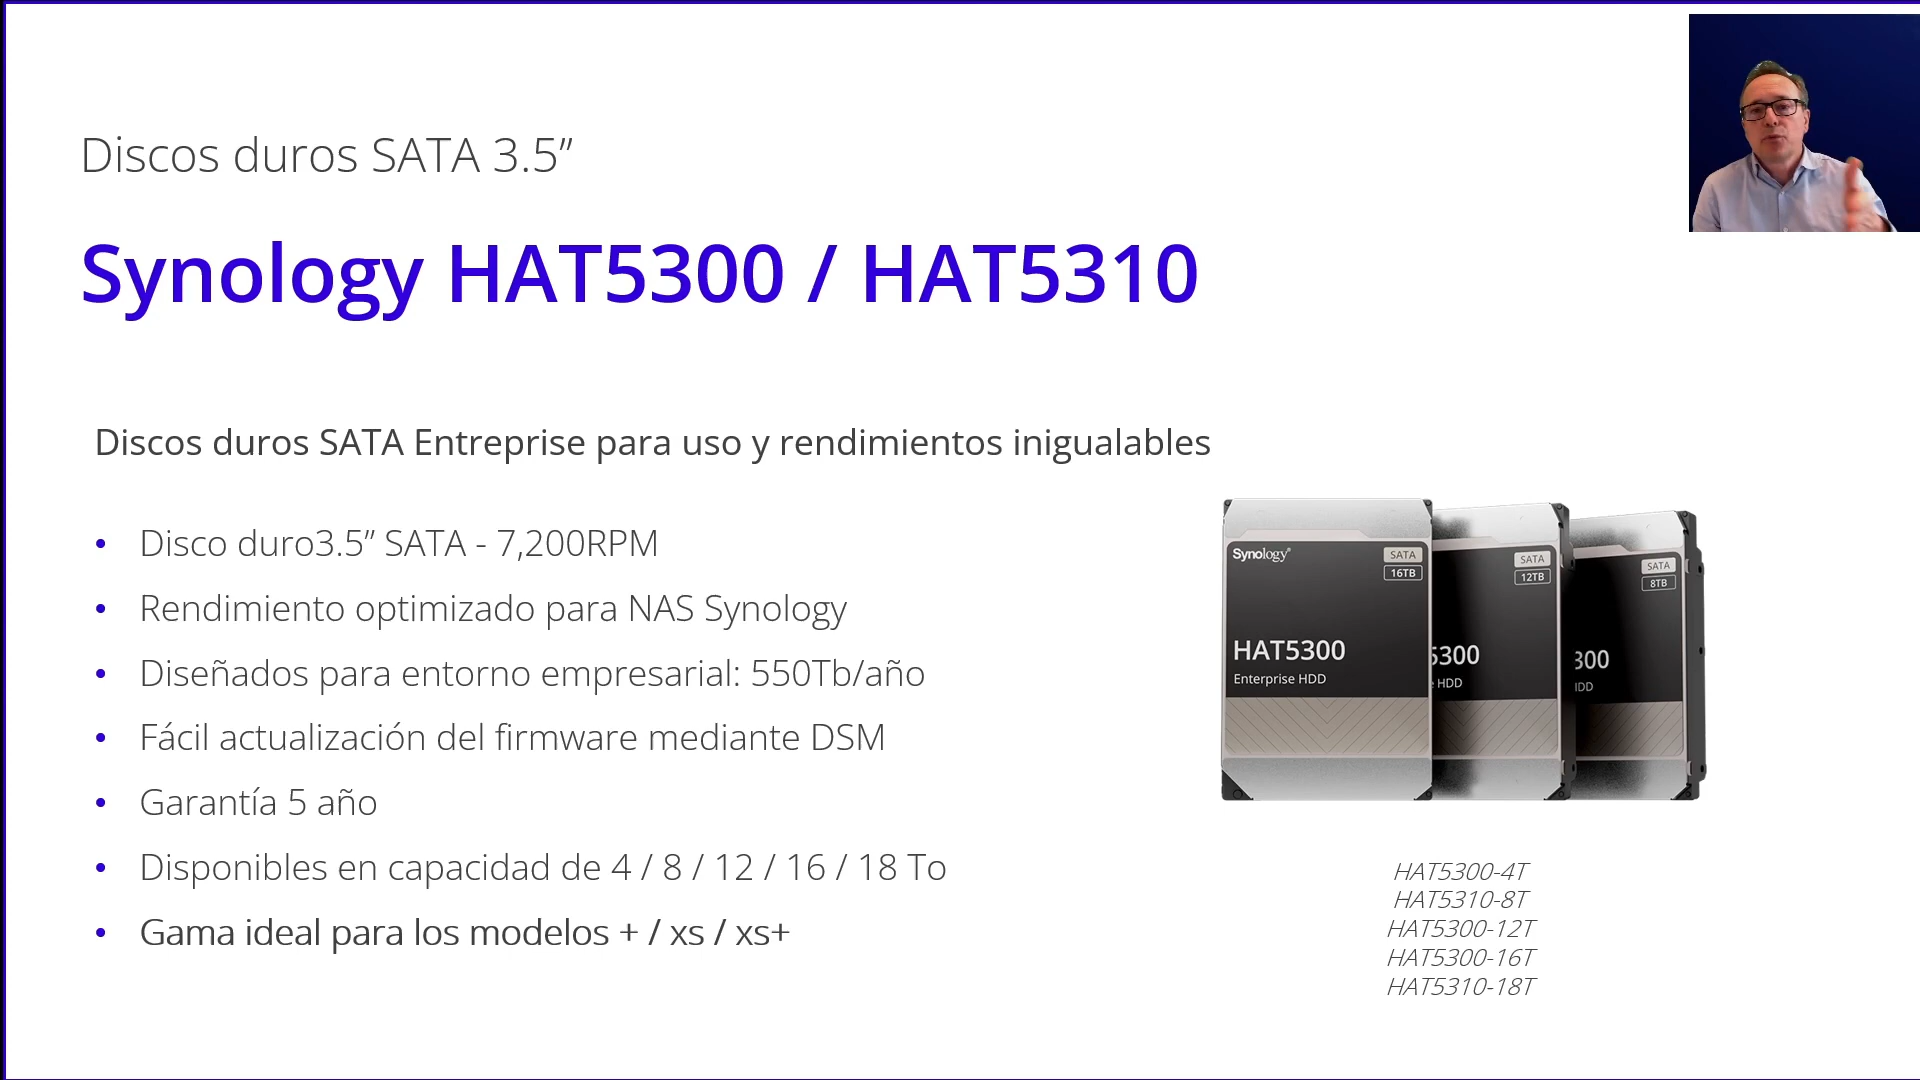 Discos duros SATA 3.5”
Synology HAT5300 / HAT5310
Discos duros SATA Entreprise para uso y rendimientos inigualables
• Disco duro3.5” SATA - 7,200RPM
• Rendimiento optimizado para NAS Synology
• Diseñados para entorno empresarial: 550Tb/año
• Fácil actualización del firmware mediante DSM
• Garantía 5 año
• Disponibles en capacidad de 4 / 8 / 12 / 16 / 18 To
• Gama ideal para los modelos + / xs / xs+
Synology®
SATA
16TB
HAT5300
Enterprise HDD
SATA
12TB
5300
HDD
SATA
8TB
300
HDD
HAT5300-4T
HAT5310-8T
HAT5300-12T
HAT5300-16T
HAT5310-18T